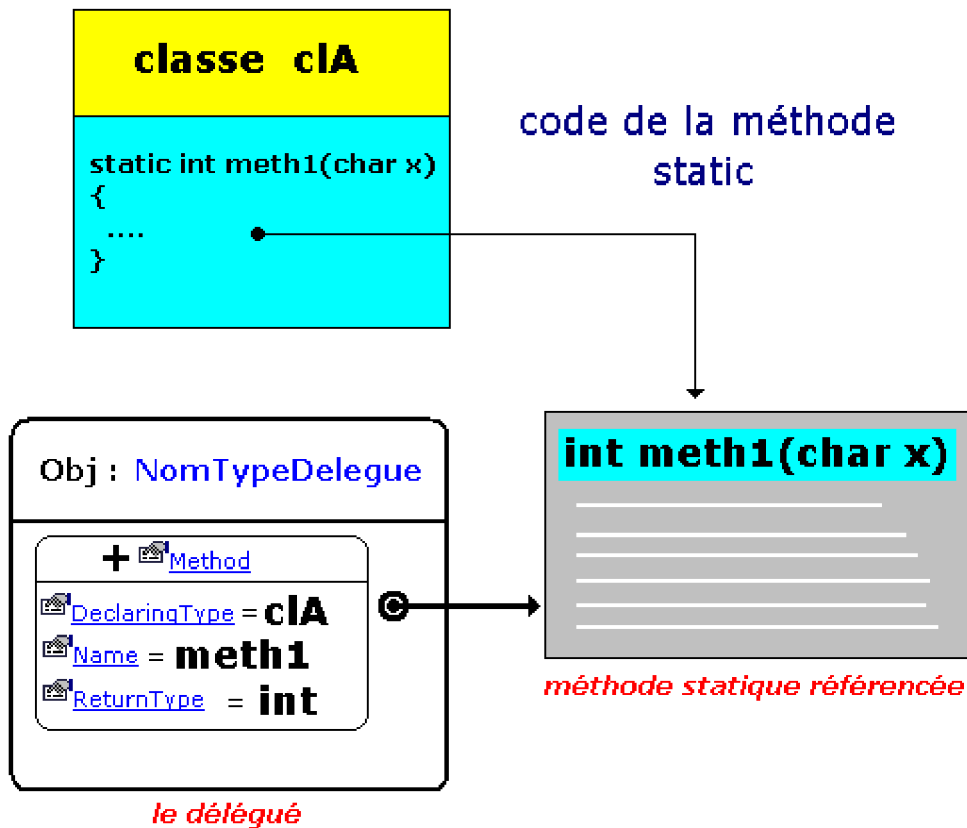 classe clA
static int meth1(char x)
{
....
}
code de la méthode
static
Obj : NomTypeDelegue
+ Method
DeclaringType = clA
Name = meth1
ReturnType = int
int meth1(char x)
méthode statique référencée
le délégué